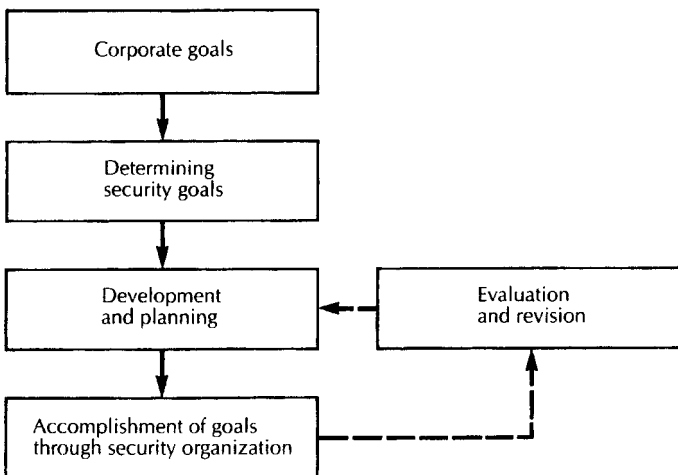 Corporate goals
Determining
security goals
Development
and planning
Evaluation
and revision
Accomplishment of goals
through security organization